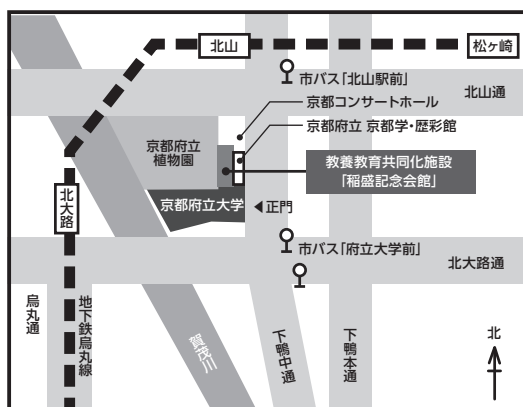 北山
松ヶ崎
市バス「北山駅前」
北山通
京都コンサートホール
京都府立 京都学・歴彩館
京都府立
植物園
教養教育共同化施設
「稲盛記念会館」
北大路
京都府立大学
正門
市バス「府立大学前」
北大路通
烏丸通
地下鉄烏丸線
賀茂川
下鴨中通
下鴨本通
北